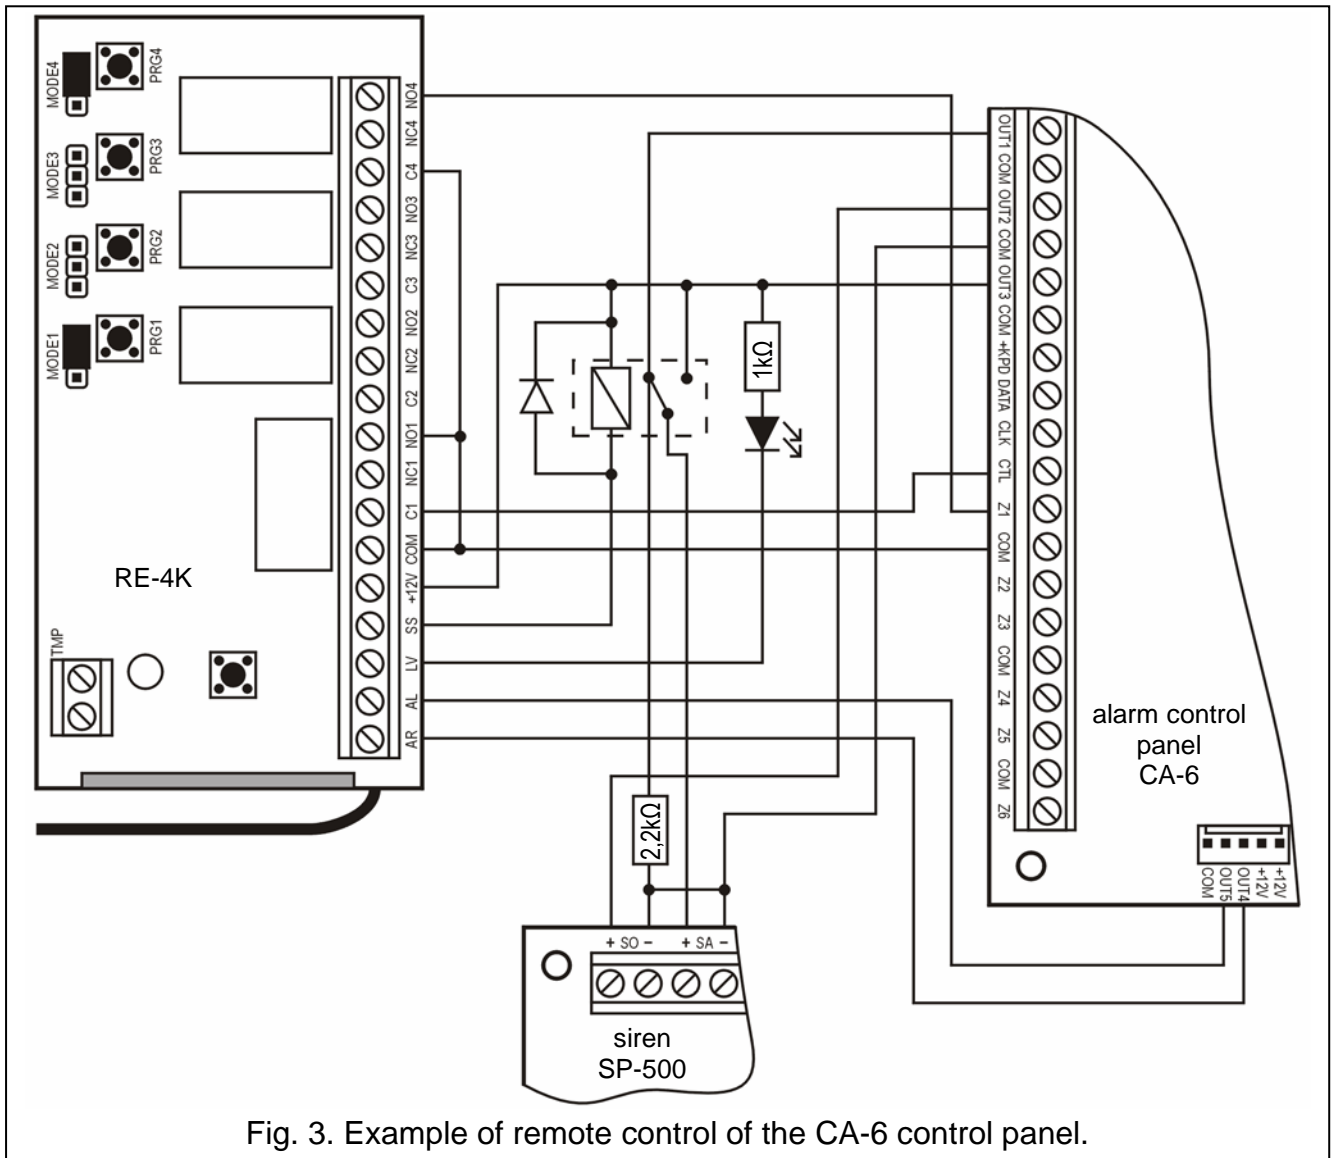 MODE4
PRG4
MODE3
PRG3
MODE2
PRG2
MODE1
PRG1
NO4
NC4
C4
NO3
NC3
C3
NO2
NC2
C2
NO1
NC1
C1
COM
+12V
SS
LV
AL
AR
RE-4K
TMP
1kΩ
2,2kΩ
OUT1
COM
OUT2
COM
OUT3
COM
+KPD
DATA
CLK
CTL
Z1
COM
Z2
Z3
COM
Z4
Z5
COM
Z6
alarm control
panel
CA-6
COM
OUT5
OUT4
+12V
+12V
+ SO − + SA −
siren
SP-500
Fig. 3. Example of remote control of the CA-6 control panel.